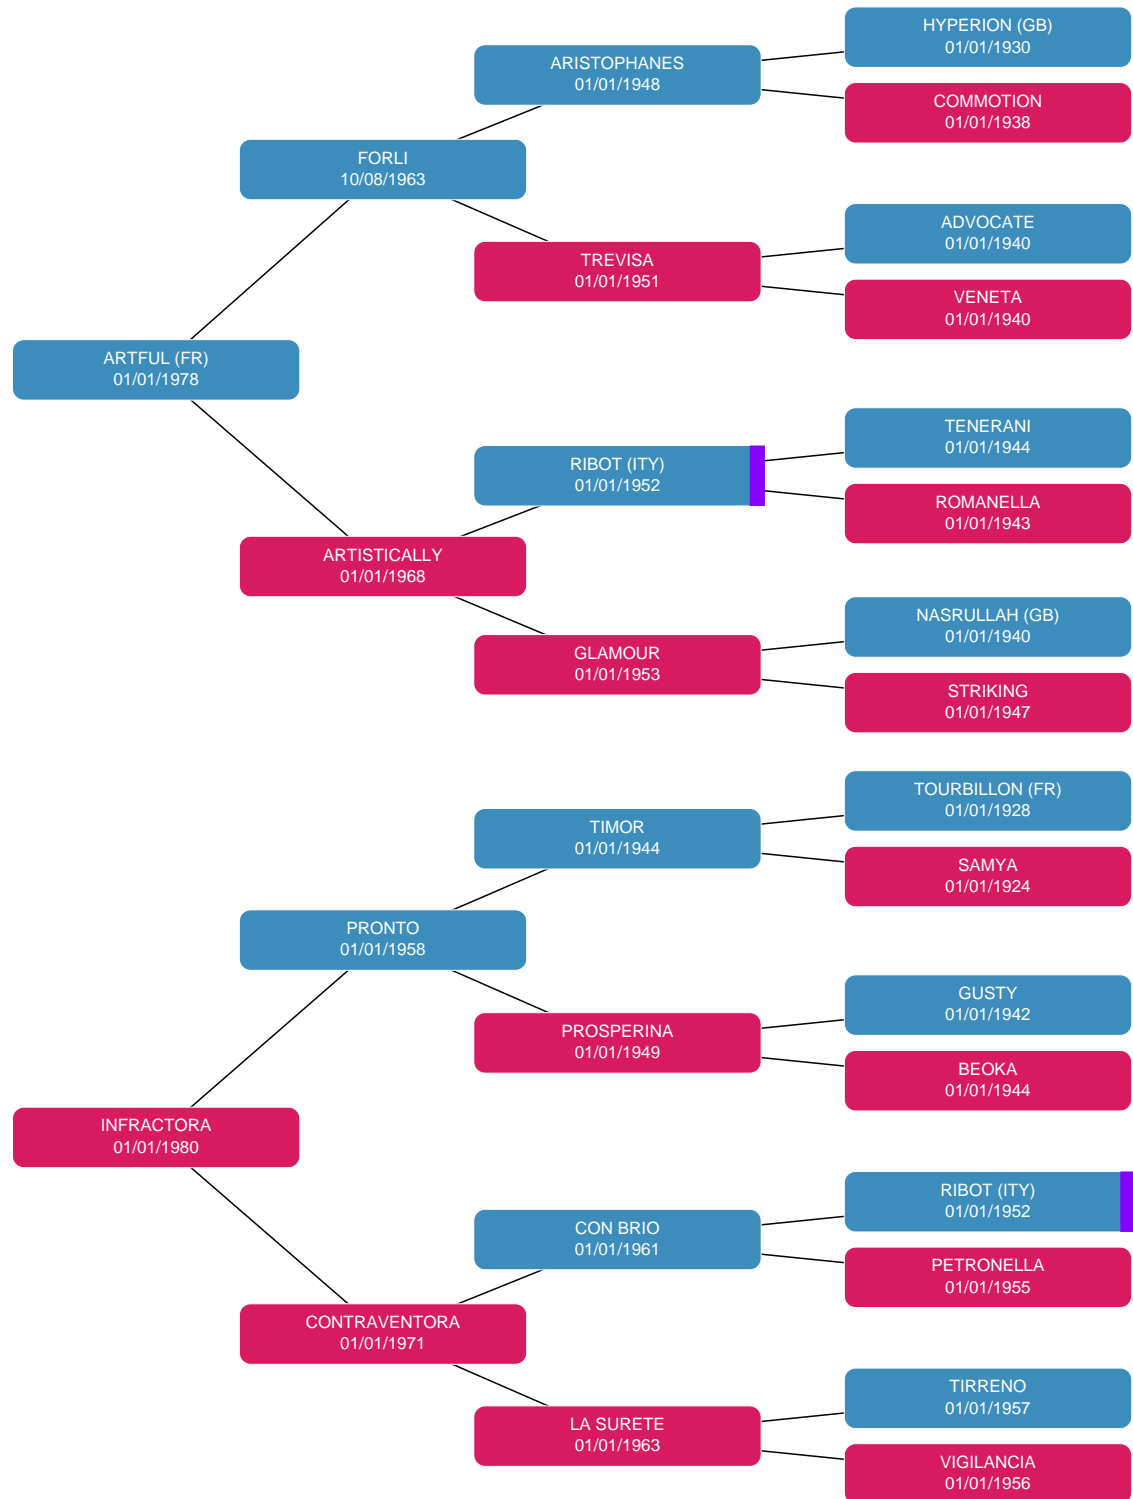 HYPERION (GB)
01/01/1930
ARISTOPHANES
01/01/1948
COMMOTION
01/01/1938
FORLI
10/08/1963
ADVOCATE
01/01/1940
TREVISA
01/01/1951
VENETA
01/01/1940
ARTFUL (FR)
01/01/1978
TENERANI
01/01/1944
RIBOT (ITY)
01/01/1952
ROMANELLA
01/01/1943
ARTISTICALLY
01/01/1968
NASRULLAH (GB)
01/01/1940
GLAMOUR
01/01/1953
STRIKING
01/01/1947
TOURBILLON (FR)
01/01/1928
TIMOR
01/01/1944
SAMYA
01/01/1924
PRONTO
01/01/1958
GUSTY
01/01/1942
PROSPERINA
01/01/1949
BEOKA
01/01/1944
INFRACTORA
01/01/1980
RIBOT (ITY)
01/01/1952
CON BRIO
01/01/1961
PETRONELLA
01/01/1955
CONTRAVENTORA
01/01/1971
TIRRENO
01/01/1957
LA SURETE
01/01/1963
VIGILANCIA
01/01/1956